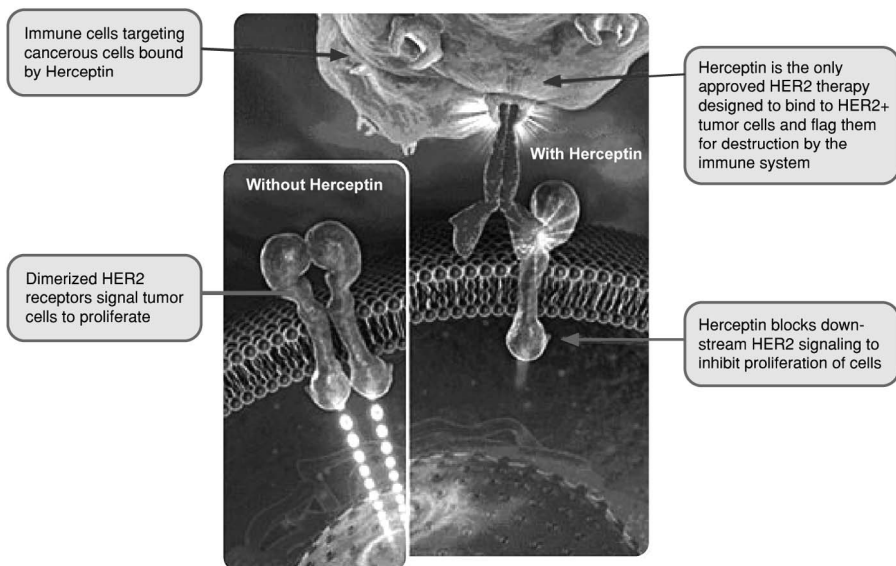 Immune cells targeting
cancerous cells bound
by Herceptin
Herceptin is the only
approved HER2 therapy
designed to bind to HER2+
tumor cells and flag them
for destruction by the
immune system
With Herceptin
Without Herceptin
Dimerized HER2
receptors signal tumor
cells to proliferate
Herceptin blocks down-
stream HER2 signaling to
inhibit proliferation of cells